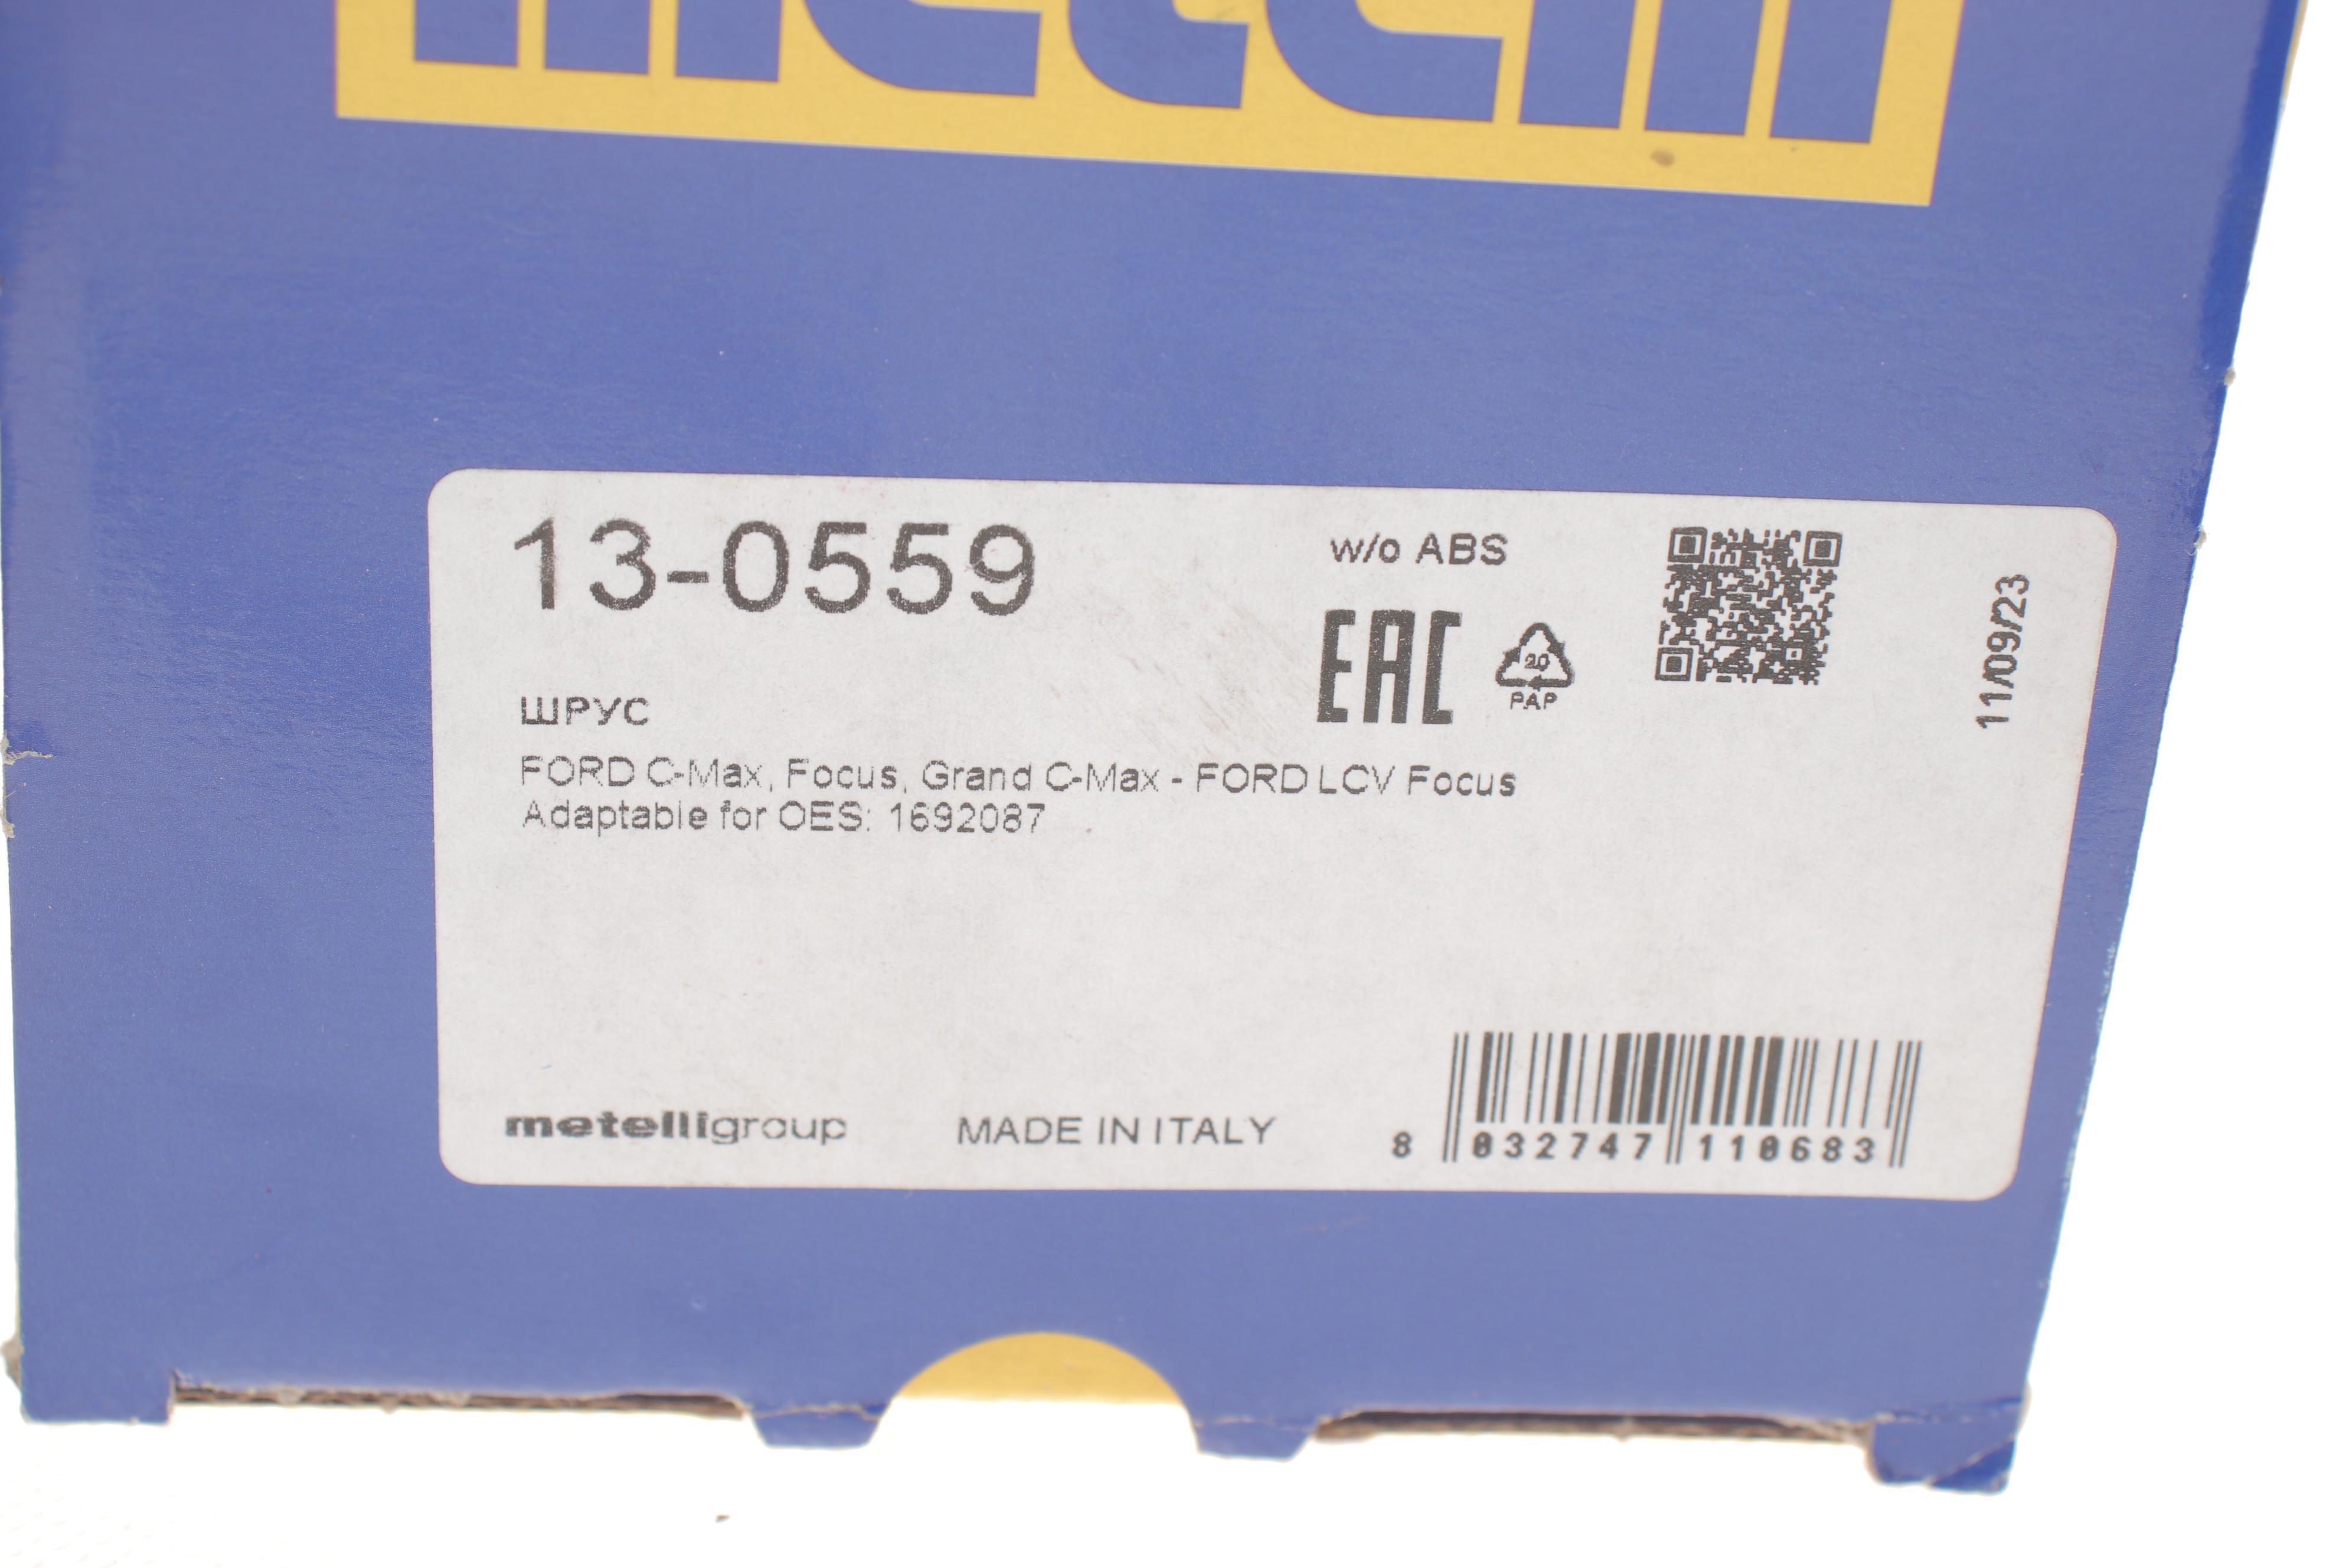 metelli
13-0559
w/o ABS
EAC
20
PAP
11/09/23
ШРУС
FORD C-Max, Focus, Grand C-Max - FORD LCV Focus
Adaptable for OES: 1692087
metelligroup
MADE IN ITALY
8 032747 110683